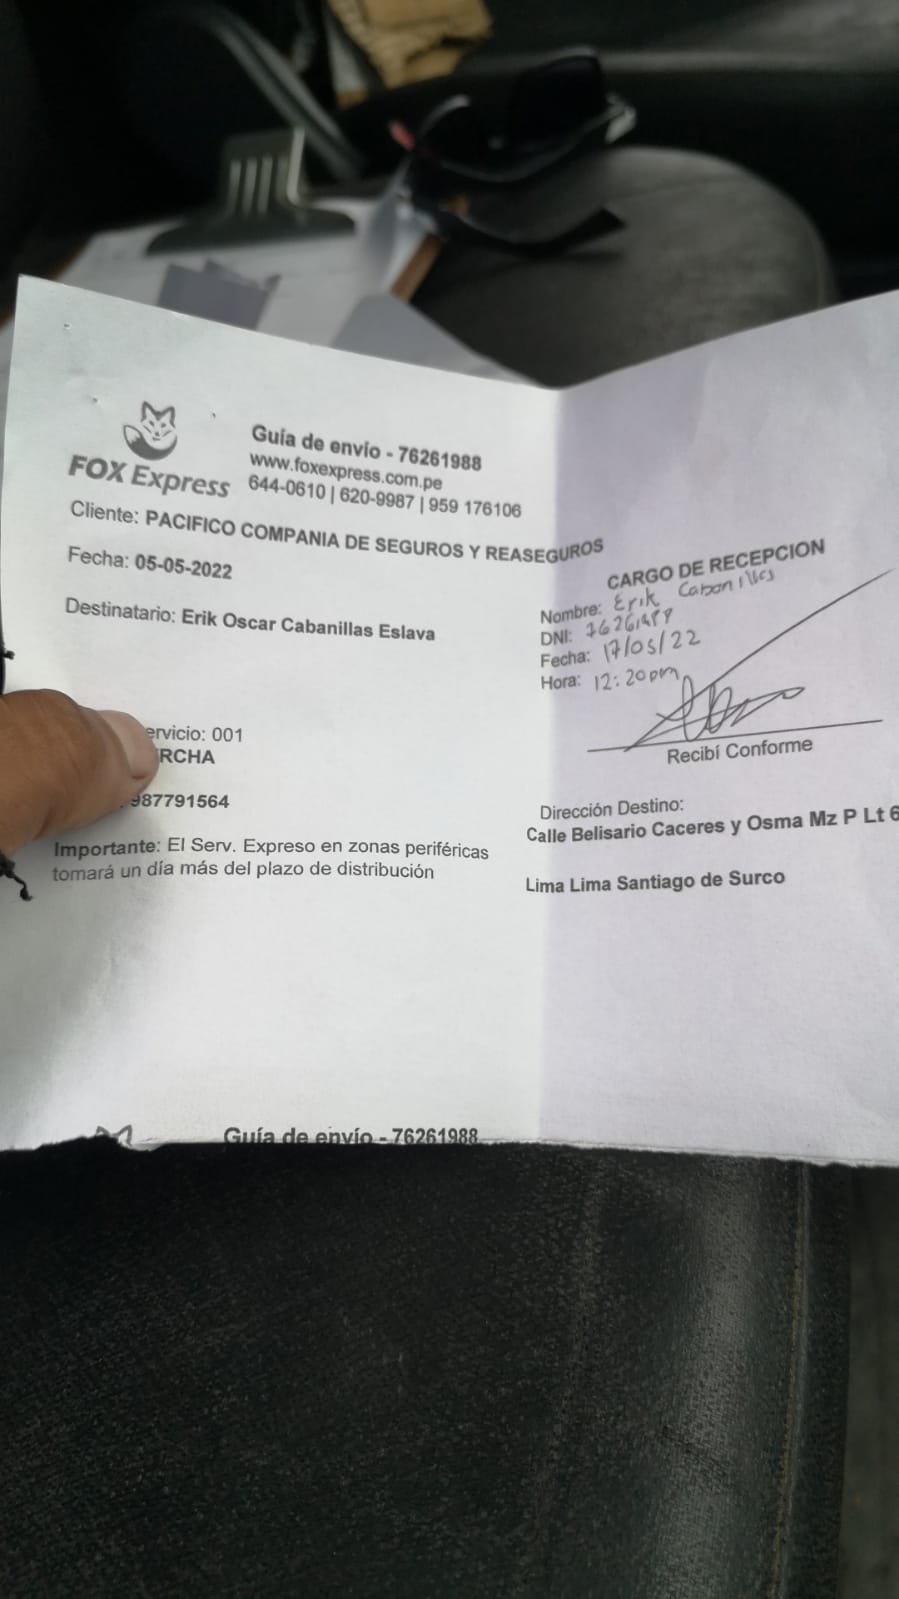 FOX Express
Guía de envío - 76261988
www.foxexpress.com.pe
644-0610 | 620-9987 | 959 176106
Cliente: PACIFICO COMPANIA DE SEGUROS Y REASEGUROS
Fecha: 05-05-2022
Destinatario: Erik Oscar Cabanillas Eslava
ervicio: 001
RCHA
987791564
Importante: El Serv. Expreso en zonas periféricas
tomará un día más del plazo de distribución
CARGO DE RECEPCION
Nombre: Erik Cabanillas
DNI: 76261988
Fecha: 17/05/22
Hora: 12:20pm
Recibí Conforme
Dirección Destino:
Calle Belisario Caceres y Osma Mz P Lt 6
Lima Lima Santiago de Surco
Guía de envío - 76261988